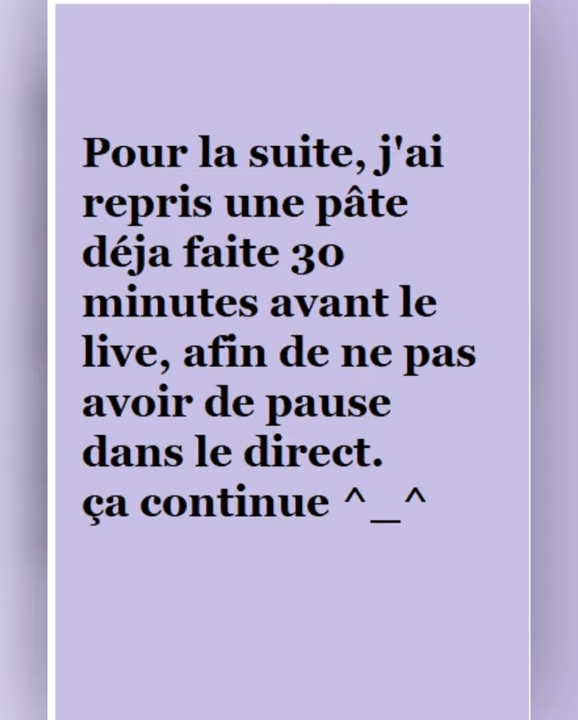 Pour la suite, j'ai
repris une pâte
déja faite 30
minutes avant le
live, afin de ne pas
avoir de pause
dans le direct.
ça continue ^_^